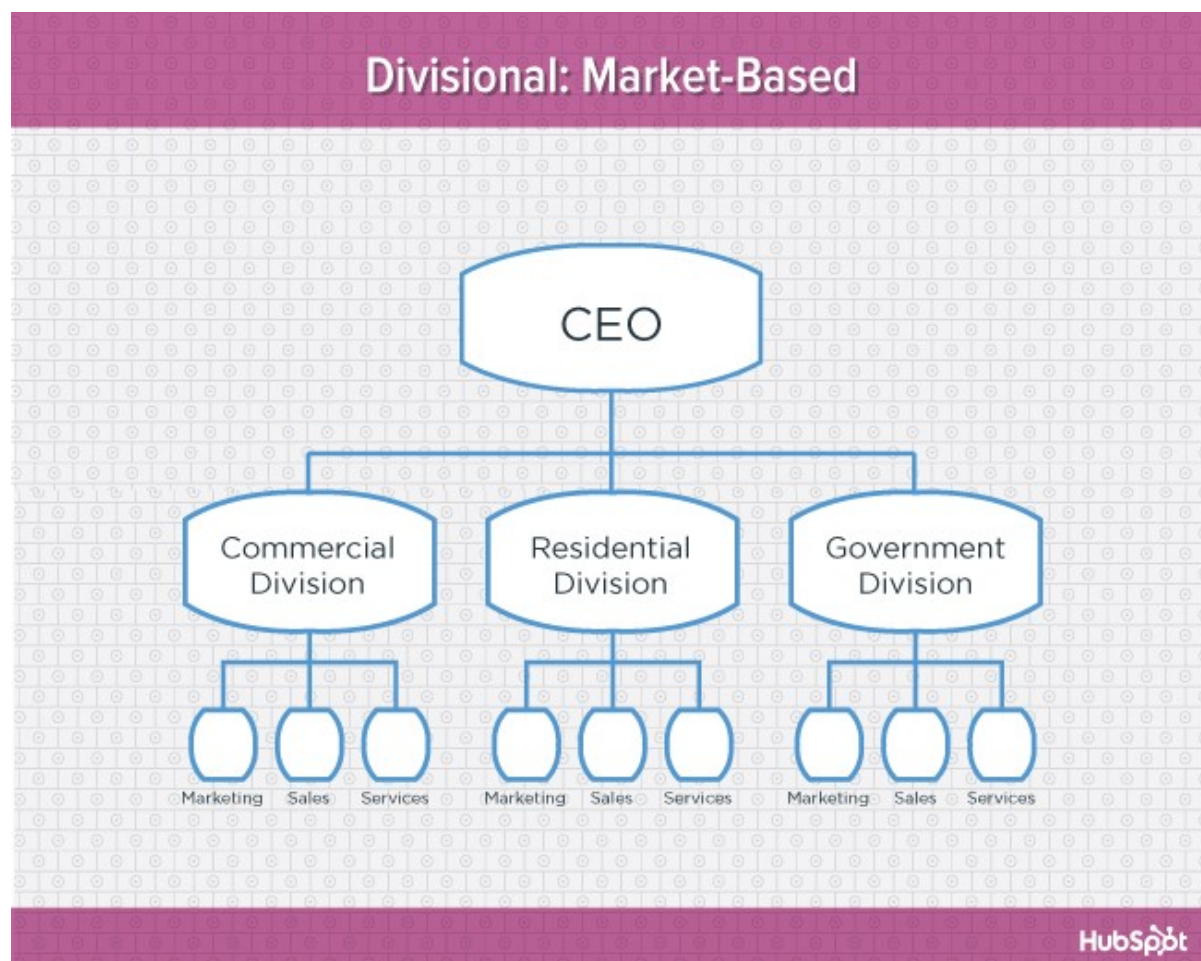 Divisional: Market-Based
CEO
Commercial
Division
Residential
Division
Government
Division
Marketing Sales Services
Marketing Sales Services
Marketing Sales Services
HubSpot